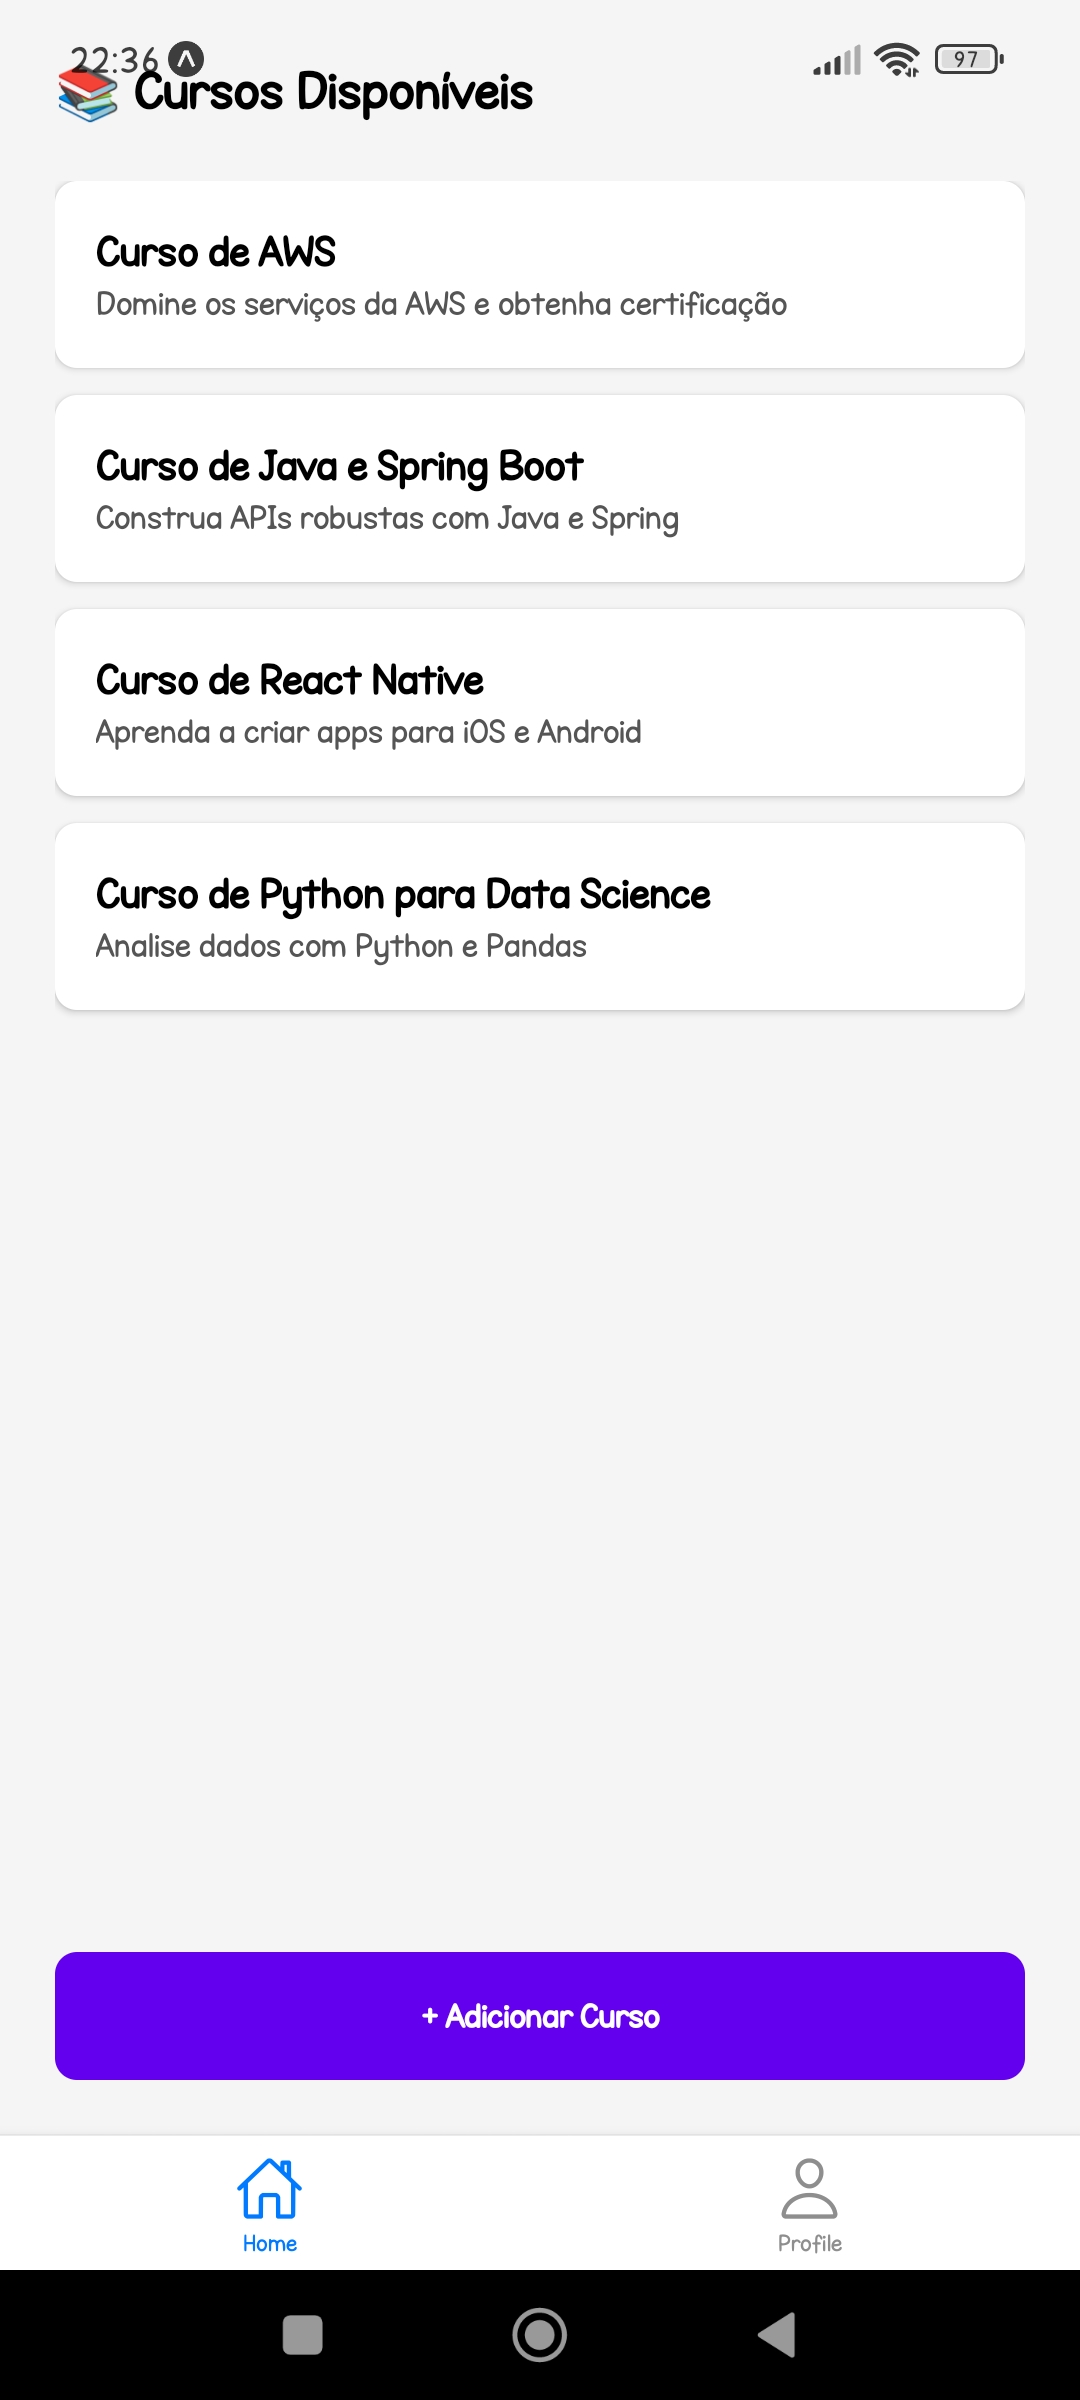 22:36
97
📚 Cursos Disponíveis
Curso de AWS
Domine os serviços da AWS e obtenha certificação
Curso de Java e Spring Boot
Construa APIs robustas com Java e Spring
Curso de React Native
Aprenda a criar apps para iOS e Android
Curso de Python para Data Science
Analise dados com Python e Pandas
+ Adicionar Curso
Home
Profile